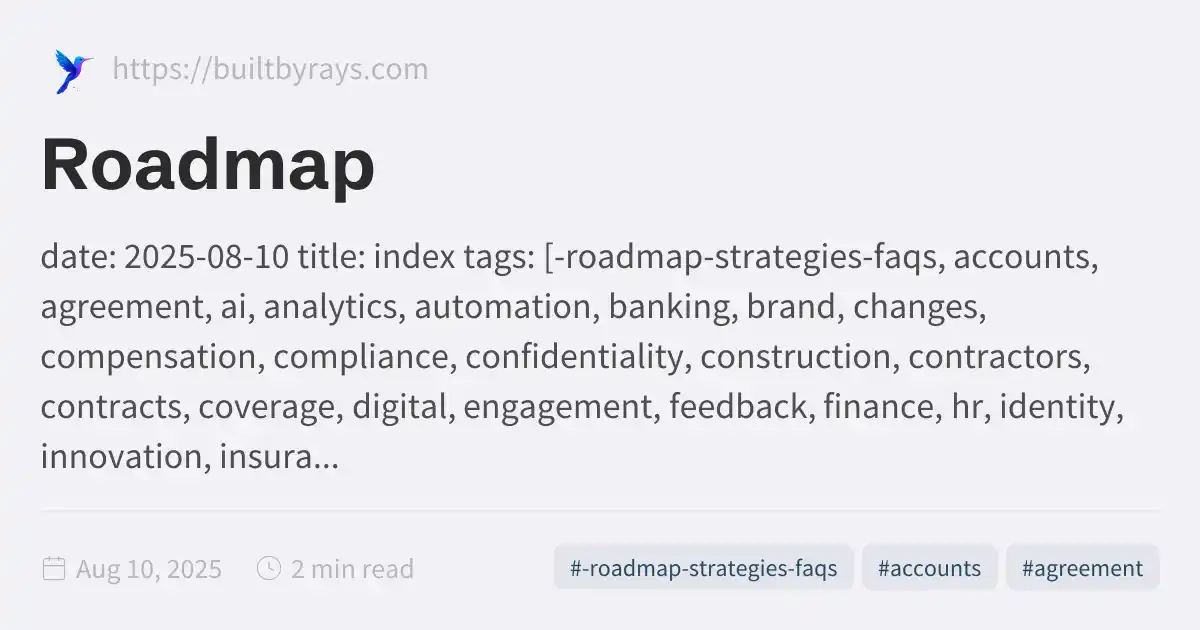 https://builtbyrays.com
Roadmap
date: 2025-08-10 title: index tags: [-roadmap-strategies-faqs, accounts,
agreement, ai, analytics, automation, banking, brand, changes,
compensation, compliance, confidentiality, construction, contractors,
contracts, coverage, digital, engagement, feedback, finance, hr, identity,
innovation, insura...
Aug 10, 2025 2 min read #-roadmap-strategies-faqs #accounts #agreement